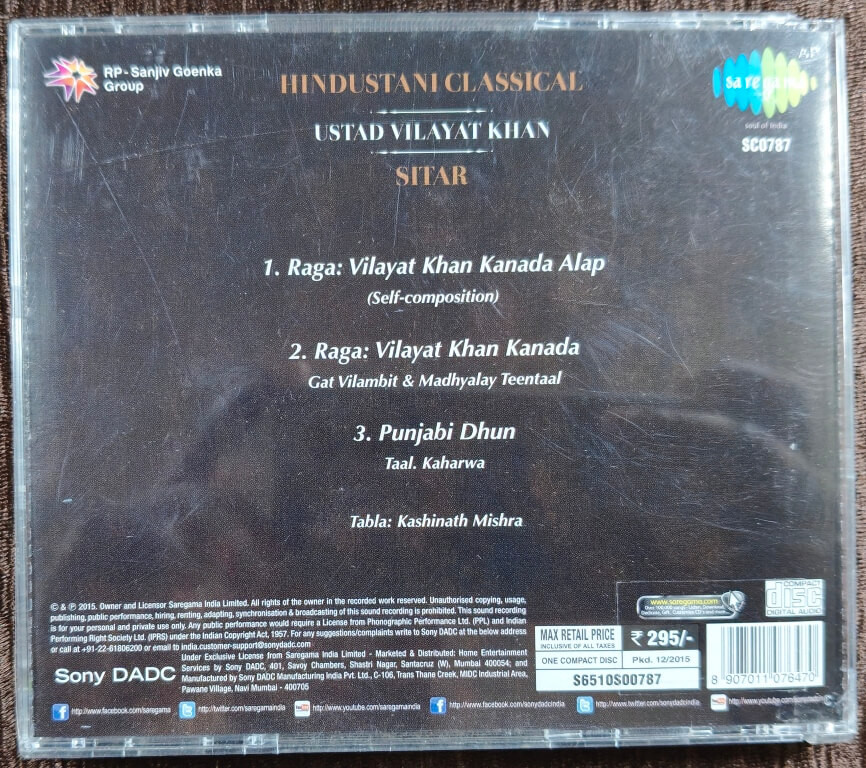 RP - Sanjiv Goenka
Group
HINDUSTANI CLASSICAL
USTAD VILAYAT KHAN
SITAR
sa re ga ma
soul of india
SC0787
1. Raga: Vilayat Khan Kanada Alap
(Self-composition)
2. Raga: Vilayat Khan Kanada
Gat Vilambit & Madhyalay Teentaal
3. Punjabi Dhun
Taal. Kaharwa
Tabla: Kashinath Mishra
© & ℗ 2015. Owner and Licensor Saregama India Limited. All rights of the owner in the recorded work reserved. Unauthorised copying, usage,
publishing, public performance, hiring, renting, adapting, synchronisation & broadcasting of this sound recording is prohibited. This sound recording
is for your personal and private use only. Any public performance would require a License from Phonographic Performance Ltd. (PPL) and Indian
Performing Right Society Ltd. (IPRS) under the Indian Copyright Act, 1957. For any suggestions/complaints write to Sony DADC at the below address
or call at +91-22-61806200 or email to india.customer-support@sonydadc.com
Sony DADC
Under Exclusive License from Saregama India Limited - Marketed & Distributed: Home Entertainment
Services by Sony DADC, 401, Savoy Chambers, Shastri Nagar, Santacruz (W), Mumbai 400054; and
Manufactured by Sony DADC Manufacturing India Pvt. Ltd., C-106, Trans Thane Creek, MIDC Industrial Area,
Pawane Village, Navi Mumbai - 400705
www.saregama.com
COMPACT
disc
DIGITAL AUDIO
MAX RETAIL PRICE
INCLUSIVE OF ALL TAXES
₹ 295/-
ONE COMPACT DISC
Pkd. 12/2015
S6510S00787
8 907011 076470
http://www.facebook.com/saregama
http://twitter.com/saregamaindia
http://www.youtube.com/saregamaindia
http://www.facebook.com/sonydadcindia
http://twitter.com/sonydadcindia